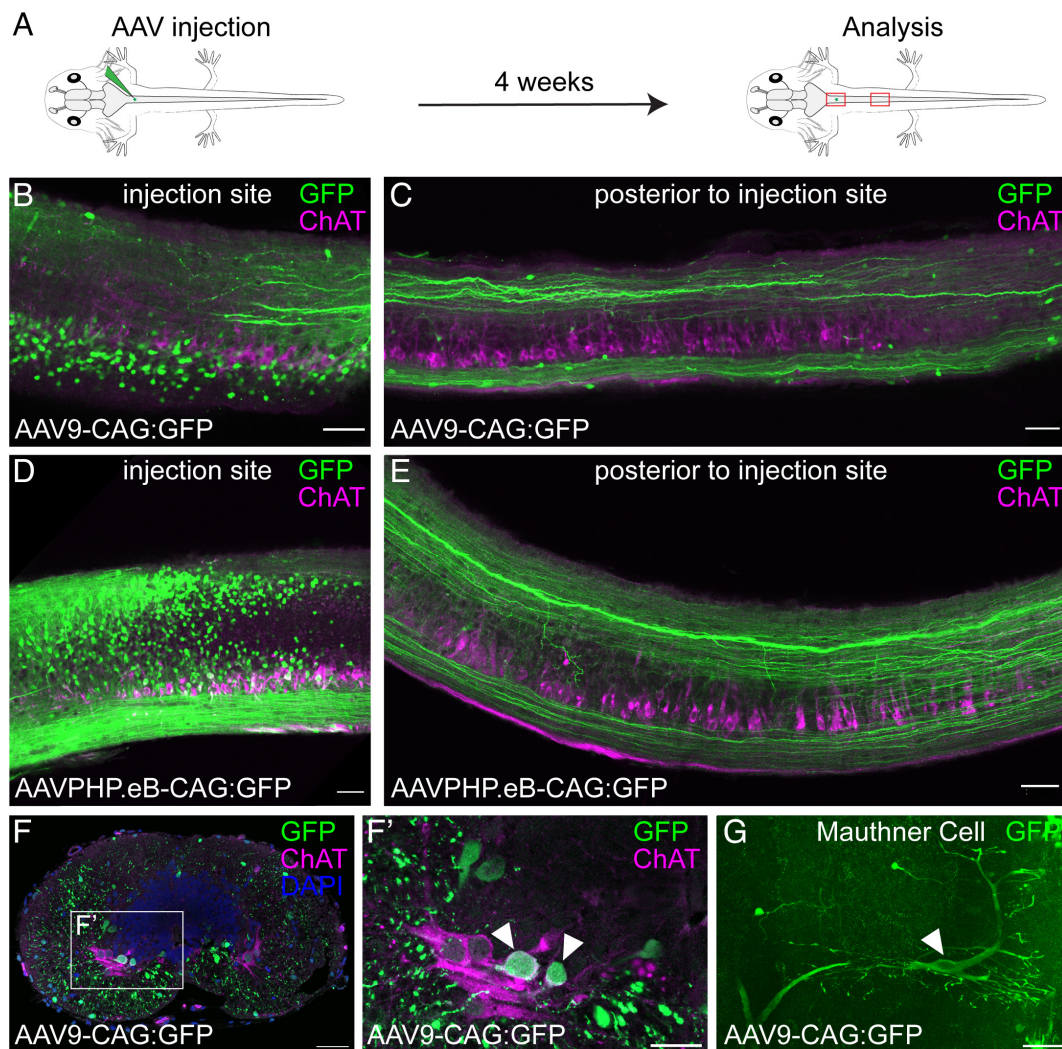 A
AAV injection
4 weeks
Analysis
B
injection site
GFP
ChAT
AAV9-CAG:GFP
C
posterior to injection site
GFP
ChAT
AAV9-CAG:GFP
D
injection site
GFP
ChAT
AAVPHP.eB-CAG:GFP
E
posterior to injection site
GFP
ChAT
AAVPHP.eB-CAG:GFP
F
GFP
ChAT
DAPI
F'
AAV9-CAG:GFP
F'
GFP
ChAT
AAV9-CAG:GFP
G
Mauthner Cell
GFP
AAV9-CAG:GFP